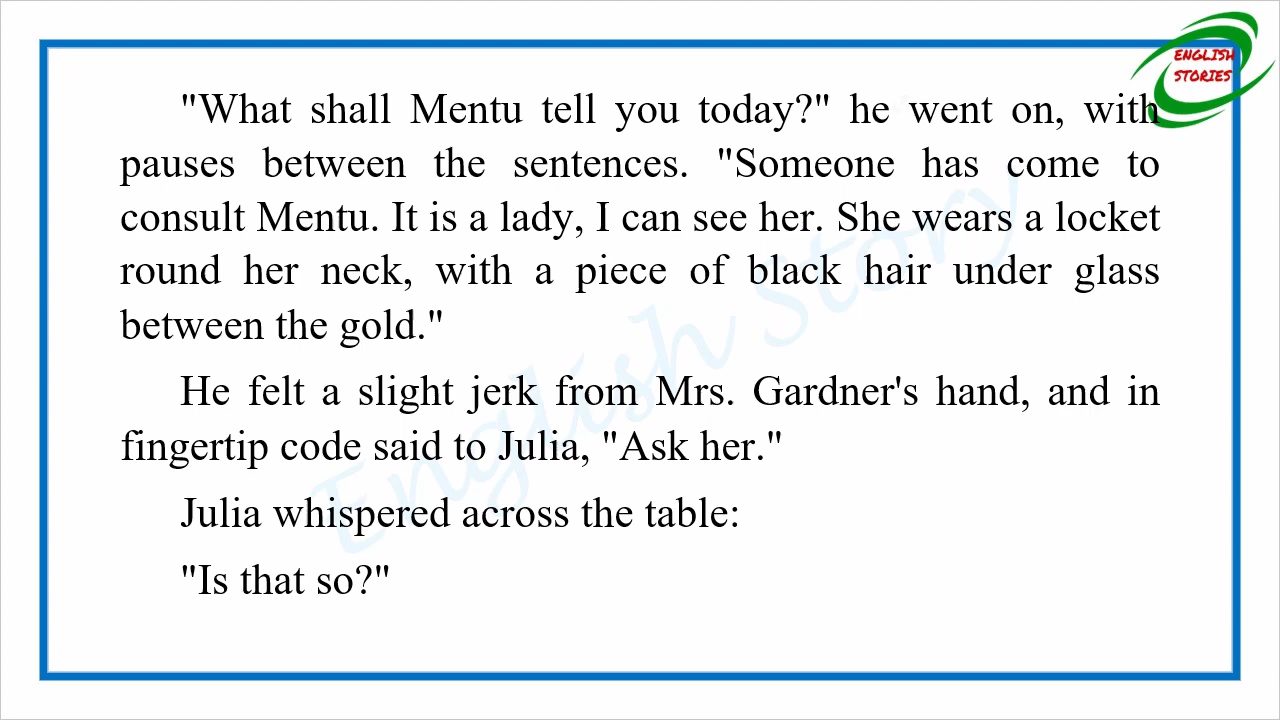 ENGLISH
STORIES
"What shall Mentu tell you today?" he went on, with
pauses between the sentences. "Someone has come to
consult Mentu. It is a lady, I can see her. She wears a locket
round her neck, with a piece of black hair under glass
between the gold."
He felt a slight jerk from Mrs. Gardner's hand, and in
fingertip code said to Julia, "Ask her."
Julia whispered across the table:
"Is that so?"
English Story